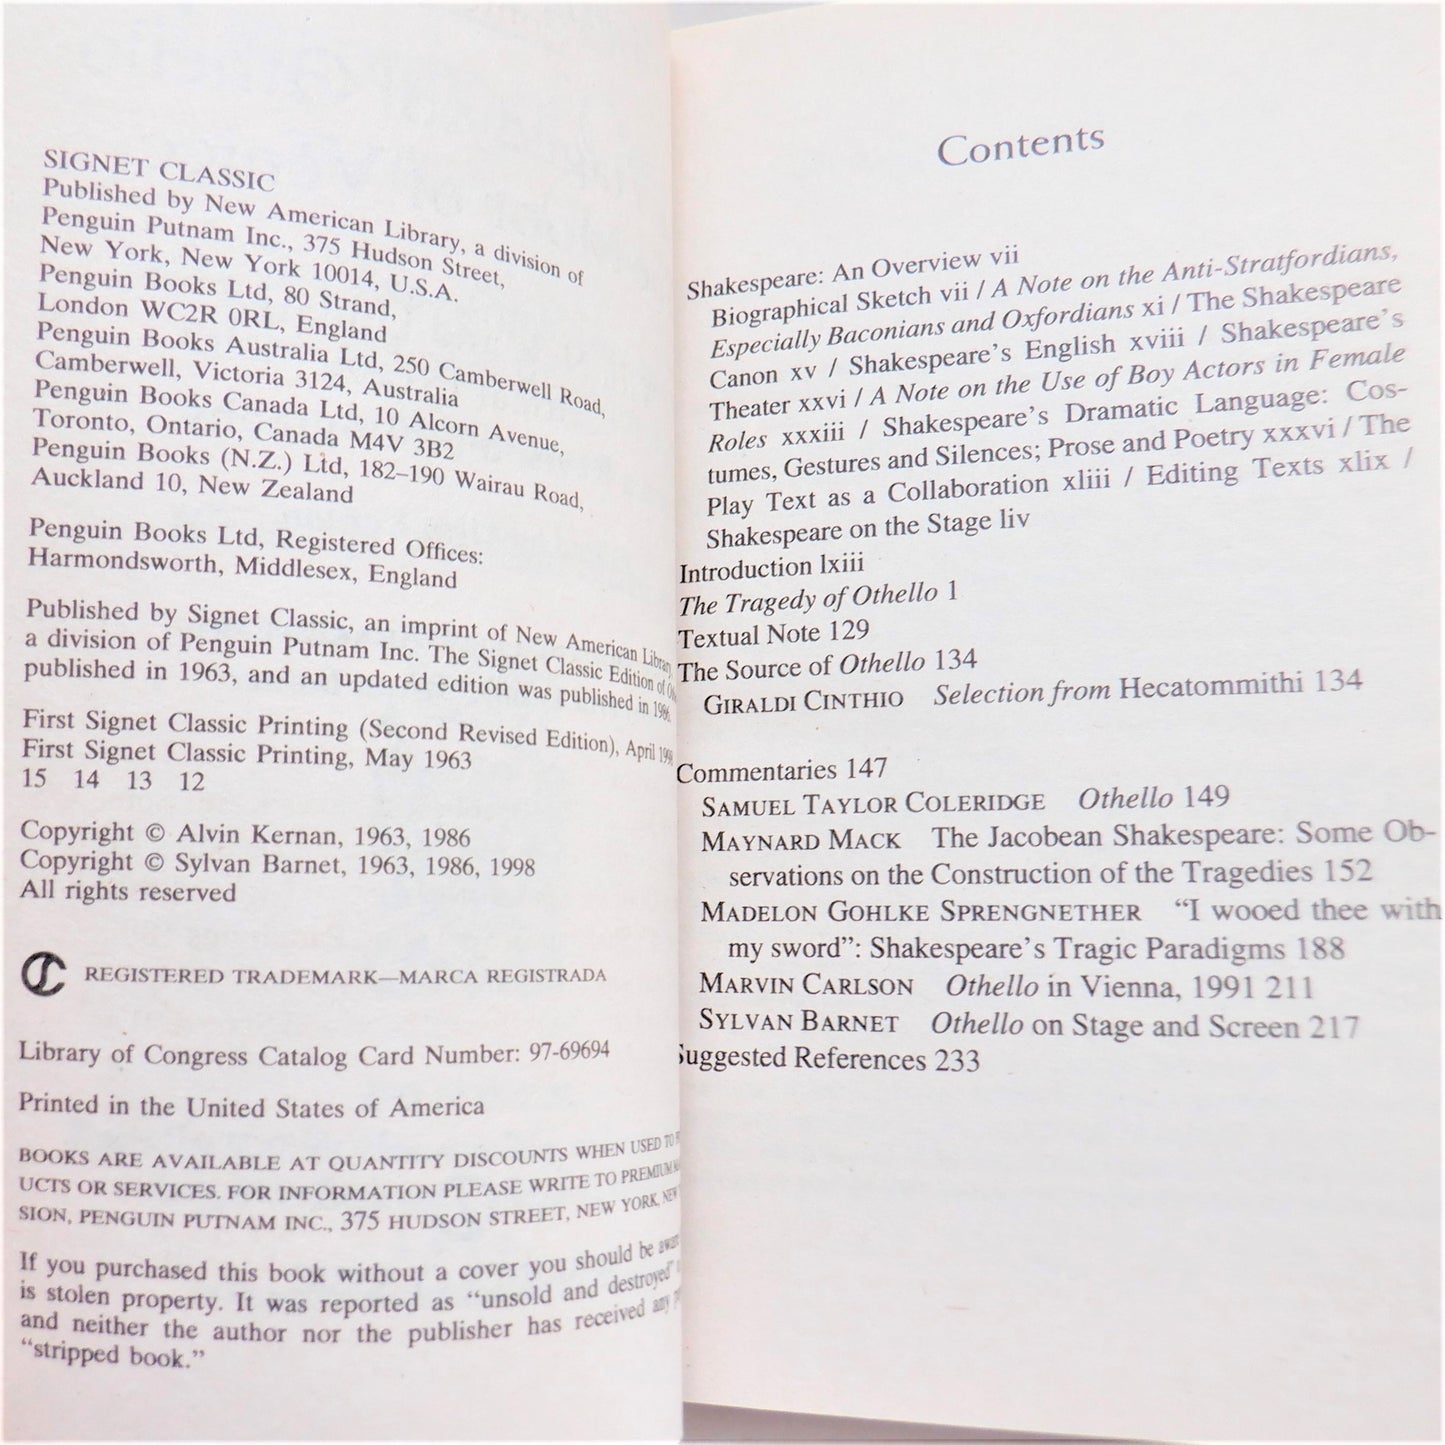 SIGNET CLASSIC
Published by New American Library, a division of
Penguin Putnam Inc., 375 Hudson Street,
New York, New York 10014, U.S.A.
Penguin Books Ltd, 80 Strand,
London WC2R 0RL, England
Penguin Books Australia Ltd, 250 Camberwell Road,
Camberwell, Victoria 3124, Australia
Penguin Books Canada Ltd, 10 Alcorn Avenue,
Toronto, Ontario, Canada M4V 3B2
Penguin Books (N.Z.) Ltd, 182–190 Wairau Road,
Auckland 10, New Zealand
Penguin Books Ltd, Registered Offices:
Harmondsworth, Middlesex, England
Published by Signet Classic, an imprint of New American Library
a division of Penguin Putnam Inc. The Signet Classic Edition of
published in 1963, and an updated edition was published in 1986.
First Signet Classic Printing (Second Revised Edition), April
First Signet Classic Printing, May 1963
15 14 13 12
Copyright © Alvin Kernan, 1963, 1986
Copyright © Sylvan Barnet, 1963, 1986, 1998
All rights reserved
REGISTERED TRADEMARK—MARCA REGISTRADA
Library of Congress Catalog Card Number: 97-69694
Printed in the United States of America
BOOKS ARE AVAILABLE AT QUANTITY DISCOUNTS WHEN USED TO
UCTS OR SERVICES. FOR INFORMATION PLEASE WRITE TO PREMIUM
SION, PENGUIN PUTNAM INC., 375 HUDSON STREET, NEW YORK, NEW
If you purchased this book without a cover you should be
is stolen property. It was reported as “unsold and destroyed”
and neither the author nor the publisher has received any
“stripped book.”
Contents
Shakespeare: An Overview vii
Biographical Sketch vii / A Note on the Anti-Stratfordians,
Especially Baconians and Oxfordians xi / The Shakespeare
Canon xv / Shakespeare’s English xviii / Shakespeare’s
Theater xxvi / A Note on the Use of Boy Actors in Female
Roles xxxiii / Shakespeare’s Dramatic Language: Cos-
tumes, Gestures and Silences; Prose and Poetry xxxvi / The
Play Text as a Collaboration xliii / Editing Texts xlix /
Shakespeare on the Stage liv
Introduction lxiii
The Tragedy of Othello 1
Textual Note 129
The Source of Othello 134
GIRALDI CINTHIO Selection from Hecatommithi 134
Commentaries 147
SAMUEL TAYLOR COLERIDGE Othello 149
MAYNARD MACK The Jacobean Shakespeare: Some Ob-
servations on the Construction of the Tragedies 152
MADELON GOHLKE SPRENGNETHER “I wooed thee with
my sword”: Shakespeare’s Tragic Paradigms 188
MARVIN CARLSON Othello in Vienna, 1991 211
SYLVAN BARNET Othello on Stage and Screen 217
Suggested References 233